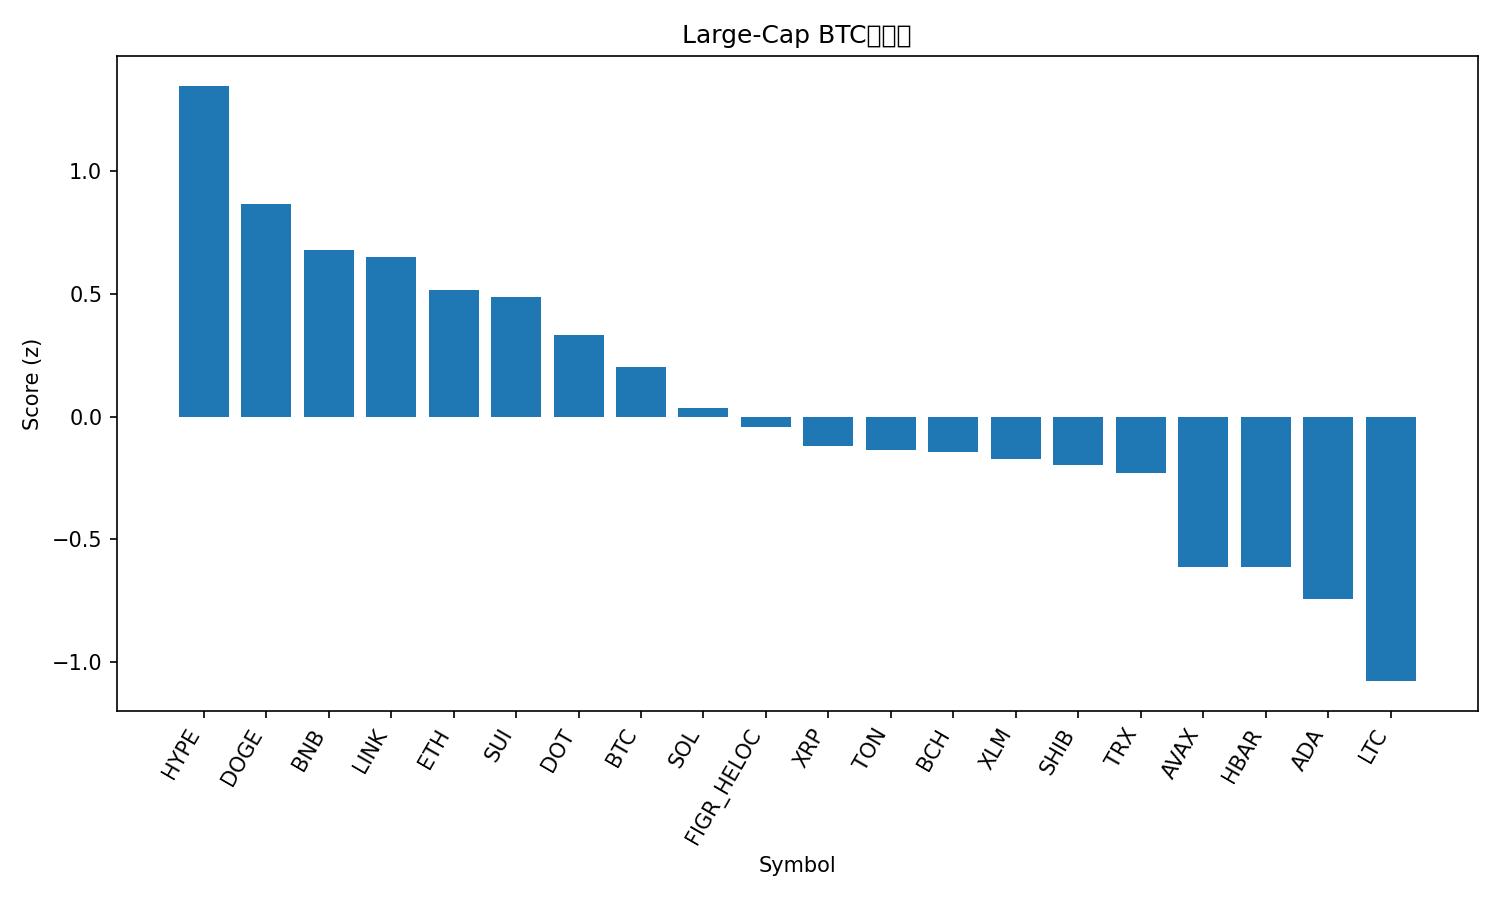 Large-Cap BTC
Score (z)
1.0
0.5
0.0
−0.5
−1.0
HYPE
DOGE
BNB
LINK
ETH
SUI
DOT
BTC
SOL
FIGR_HELOC
XRP
TON
BCH
XLM
SHIB
TRX
AVAX
HBAR
ADA
LTC
Symbol